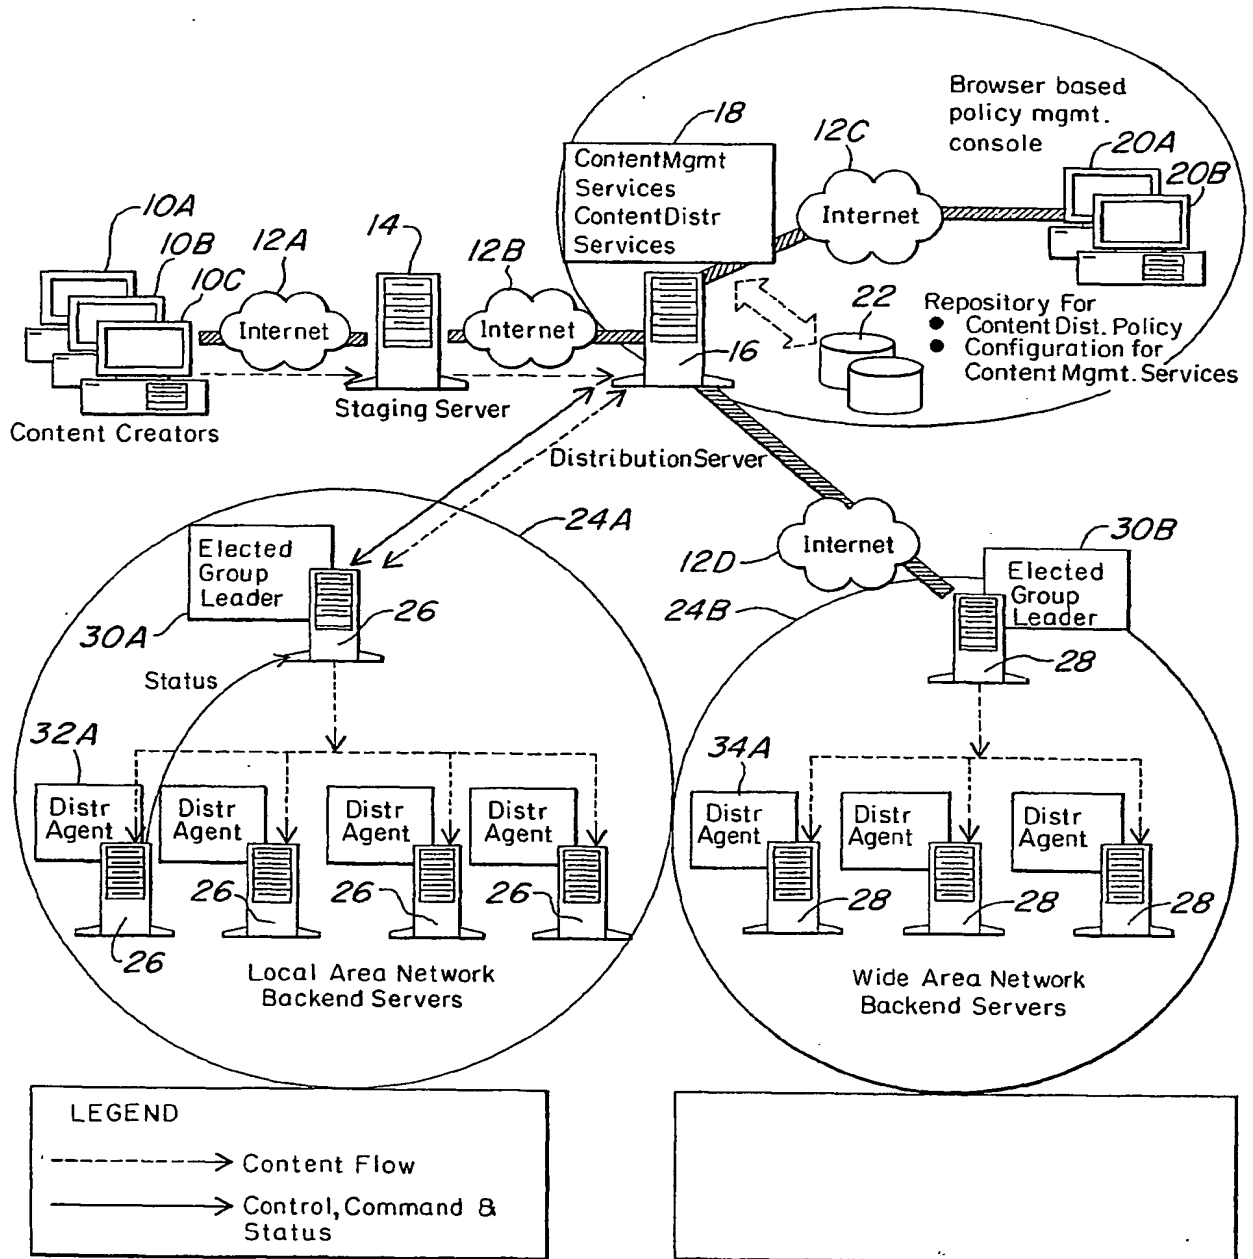 Browser based
policy mgmt.
console
18
12C
20A
20B
ContentMgmt
Services
ContentDistr
Services
Internet
10A
10B
10C
12A
14
12B
Internet
Internet
22
16
Repository For
● Content Dist. Policy
● Configuration for
Content Mgmt. Services
Staging Server
Content Creators
Distribution Server
24A
Elected
Group
Leader
26
30A
Status
12D
Internet
30B
Elected
Group
Leader
24B
28
32A
Distr
Agent
Distr
Agent
Distr
Agent
Distr
Agent
26
26
26
26
Local Area Network
Backend Servers
34A
Distr
Agent
Distr
Agent
Distr
Agent
28
28
28
Wide Area Network
Backend Servers
LEGEND
Content Flow
Control, Command &
Status